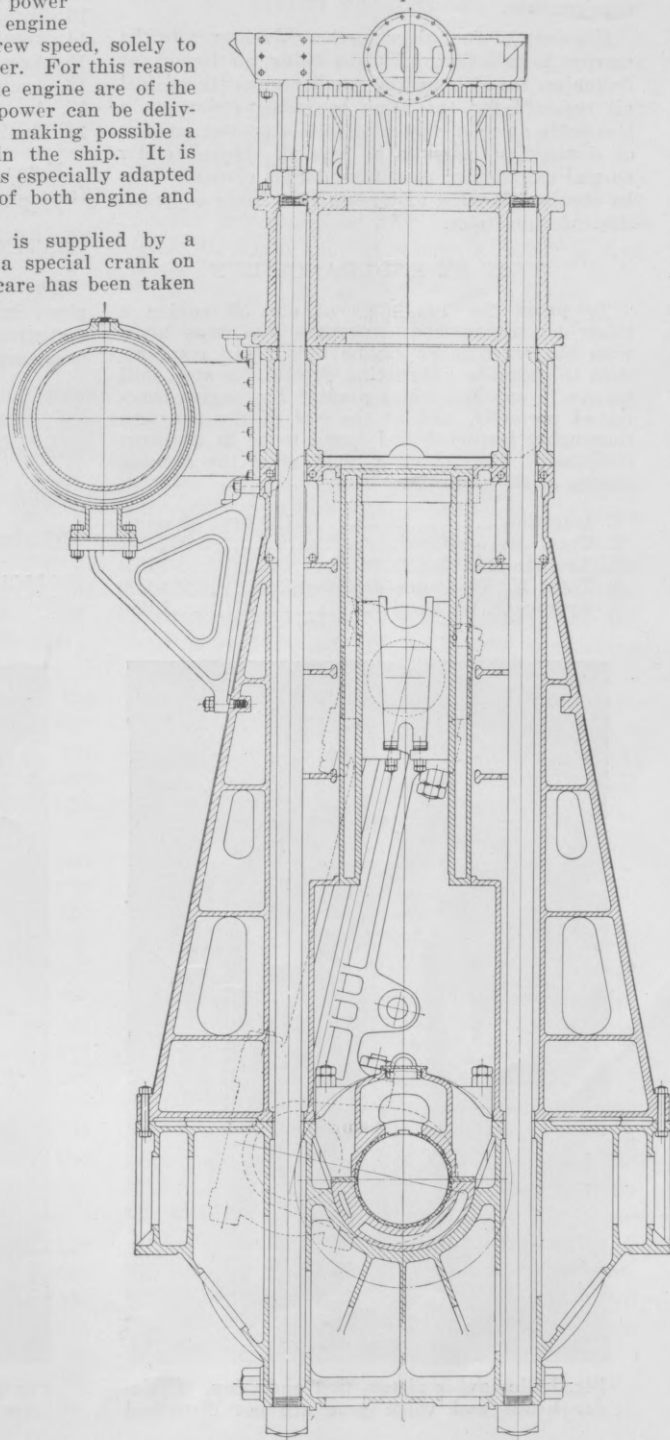 power
engine
rew speed, solely to
er. For this reason
e engine are of the
power can be deliv-
making possible a
in the ship. It is
s especially adapted
of both engine and
is supplied by a
a special crank on
care has been taken